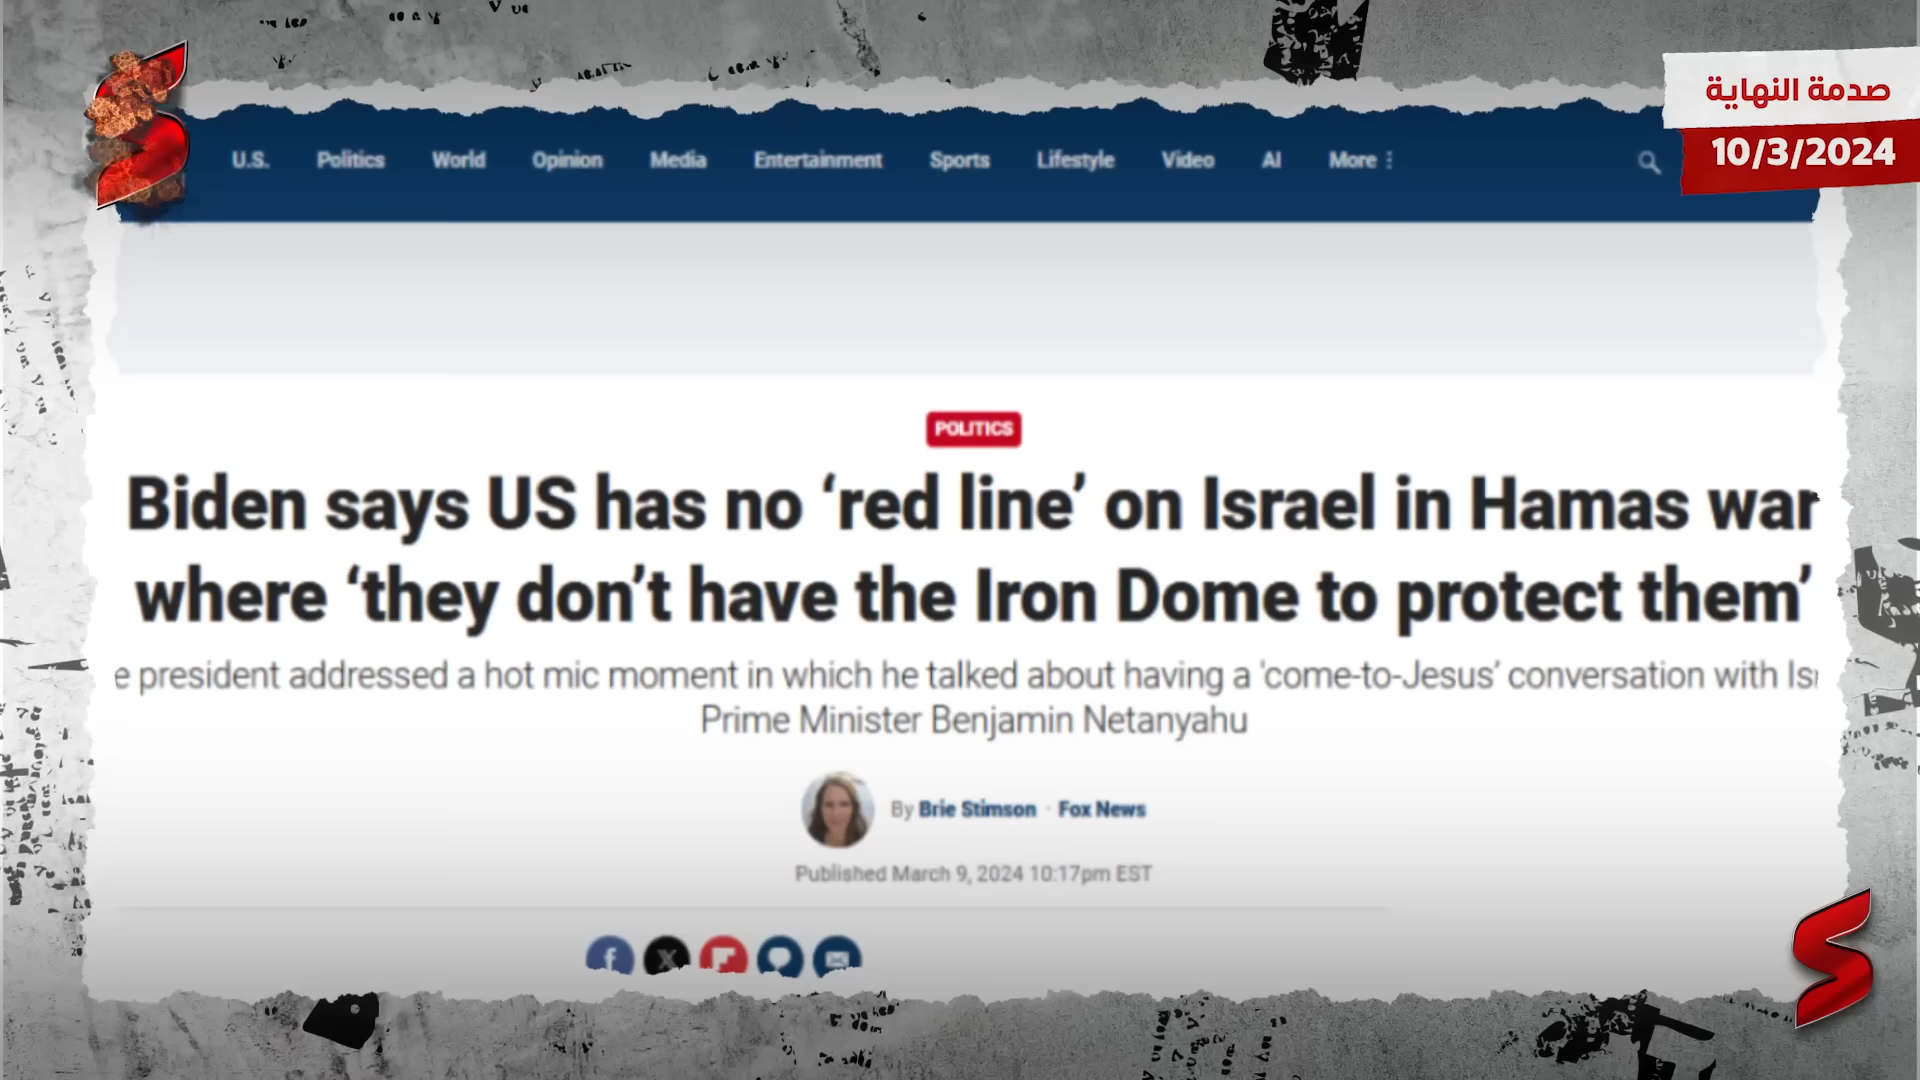 صدمة النهاية
10/3/2024
U.S. Politics World Opinion Media Entertainment Sports Lifestyle Video AI More
POLITICS
Biden says US has no ‘red line’ on Israel in Hamas war
where ‘they don’t have the Iron Dome to protect them’
president addressed a hot mic moment in which he talked about having a 'come-to-Jesus’ conversation with
Prime Minister Benjamin Netanyahu
By Brie Stimson · Fox News
Published March 9, 2024 10:17pm EST